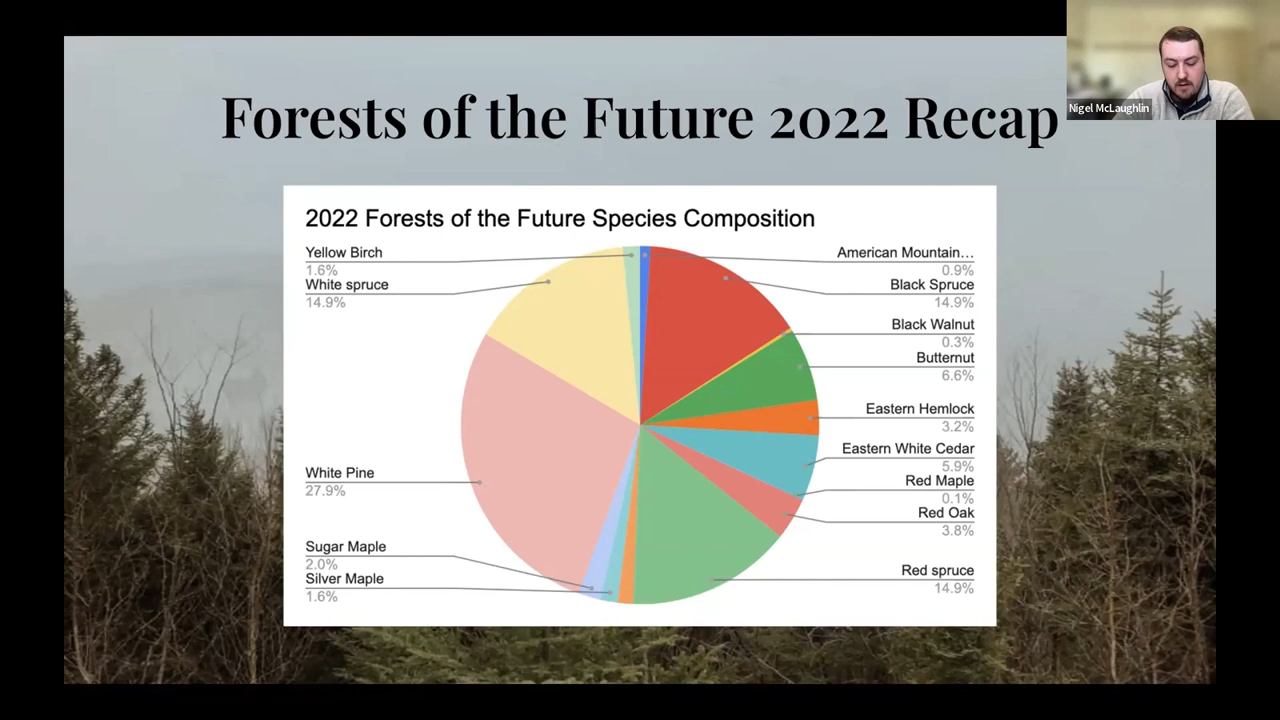 Forests of the Future 2022 Recap
Nigel McLaughlin
2022 Forests of the Future Species Composition
Yellow Birch
1.6%
White spruce
14.9%
White Pine
27.9%
Sugar Maple
2.0%
Silver Maple
1.6%
American Mountain…
0.9%
Black Spruce
14.9%
Black Walnut
0.3%
Butternut
6.6%
Eastern Hemlock
3.2%
Eastern White Cedar
5.9%
Red Maple
0.1%
Red Oak
3.8%
Red spruce
14.9%